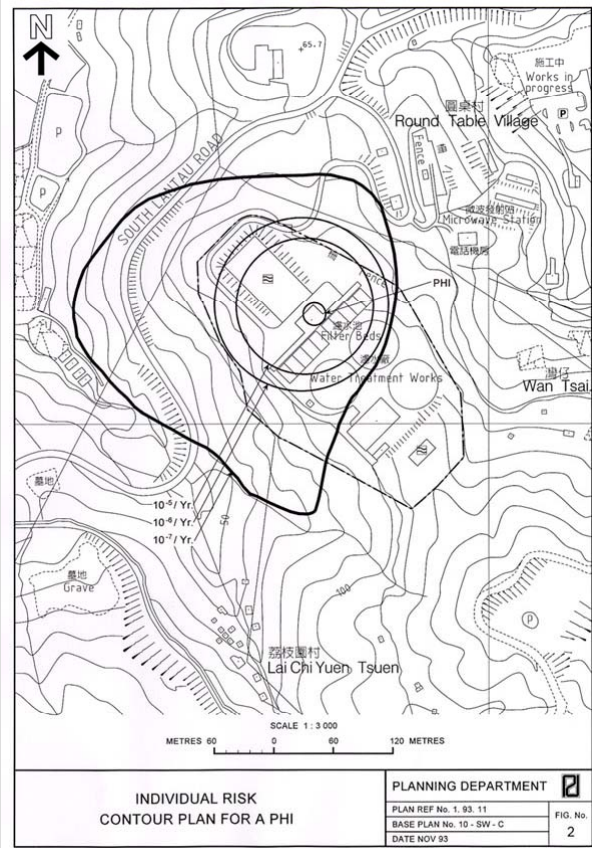 N
65.7
施工中
Works in
progress
P
圓桌村
Round Table Village
P
P
SOUTH LANTAU ROAD
Fence
微波發射站
Microwave Station
電話機房
Fence
PHI
濾水池
Filter Beds
濾水廠
Water Treatment Works
灣仔
Wan Tsai
墓地
10⁻⁵/ Yr.
10⁻⁶/ Yr.
10⁻⁷/ Yr.
50
墓地
Grave
100
P
荔枝園村
Lai Chi Yuen Tsuen
SCALE 1 : 3 000
METRES 60 0 60 120 METRES
INDIVIDUAL RISK
CONTOUR PLAN FOR A PHI
PLANNING DEPARTMENT
PLAN REF No. 1. 93. 11
BASE PLAN No. 10 - SW - C
DATE NOV 93
FIG. No.
2